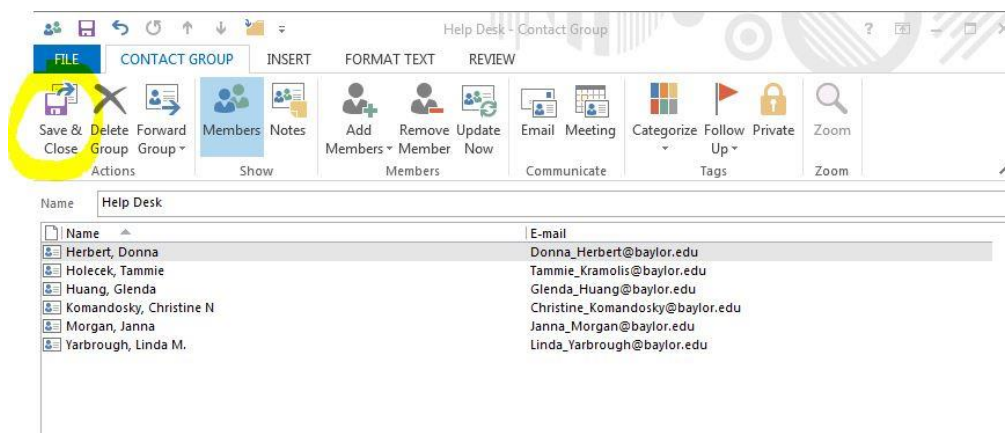 Help Desk - Contact Group ?
FILE CONTACT GROUP INSERT FORMAT TEXT REVIEW
Save & Delete Forward Members Notes Add Remove Update Email Meeting Categorize Follow Private Zoom
Close Group Group Members Member Now Up
Actions Show Members Communicate Tags Zoom
Name Help Desk
Name E-mail
Herbert, Donna Donna_Herbert@baylor.edu
Holecek, Tammie Tammie_Kramolis@baylor.edu
Huang, Glenda Glenda_Huang@baylor.edu
Komandosky, Christine N Christine_Komandosky@baylor.edu
Morgan, Janna Janna_Morgan@baylor.edu
Yarbrough, Linda M. Linda_Yarbrough@baylor.edu